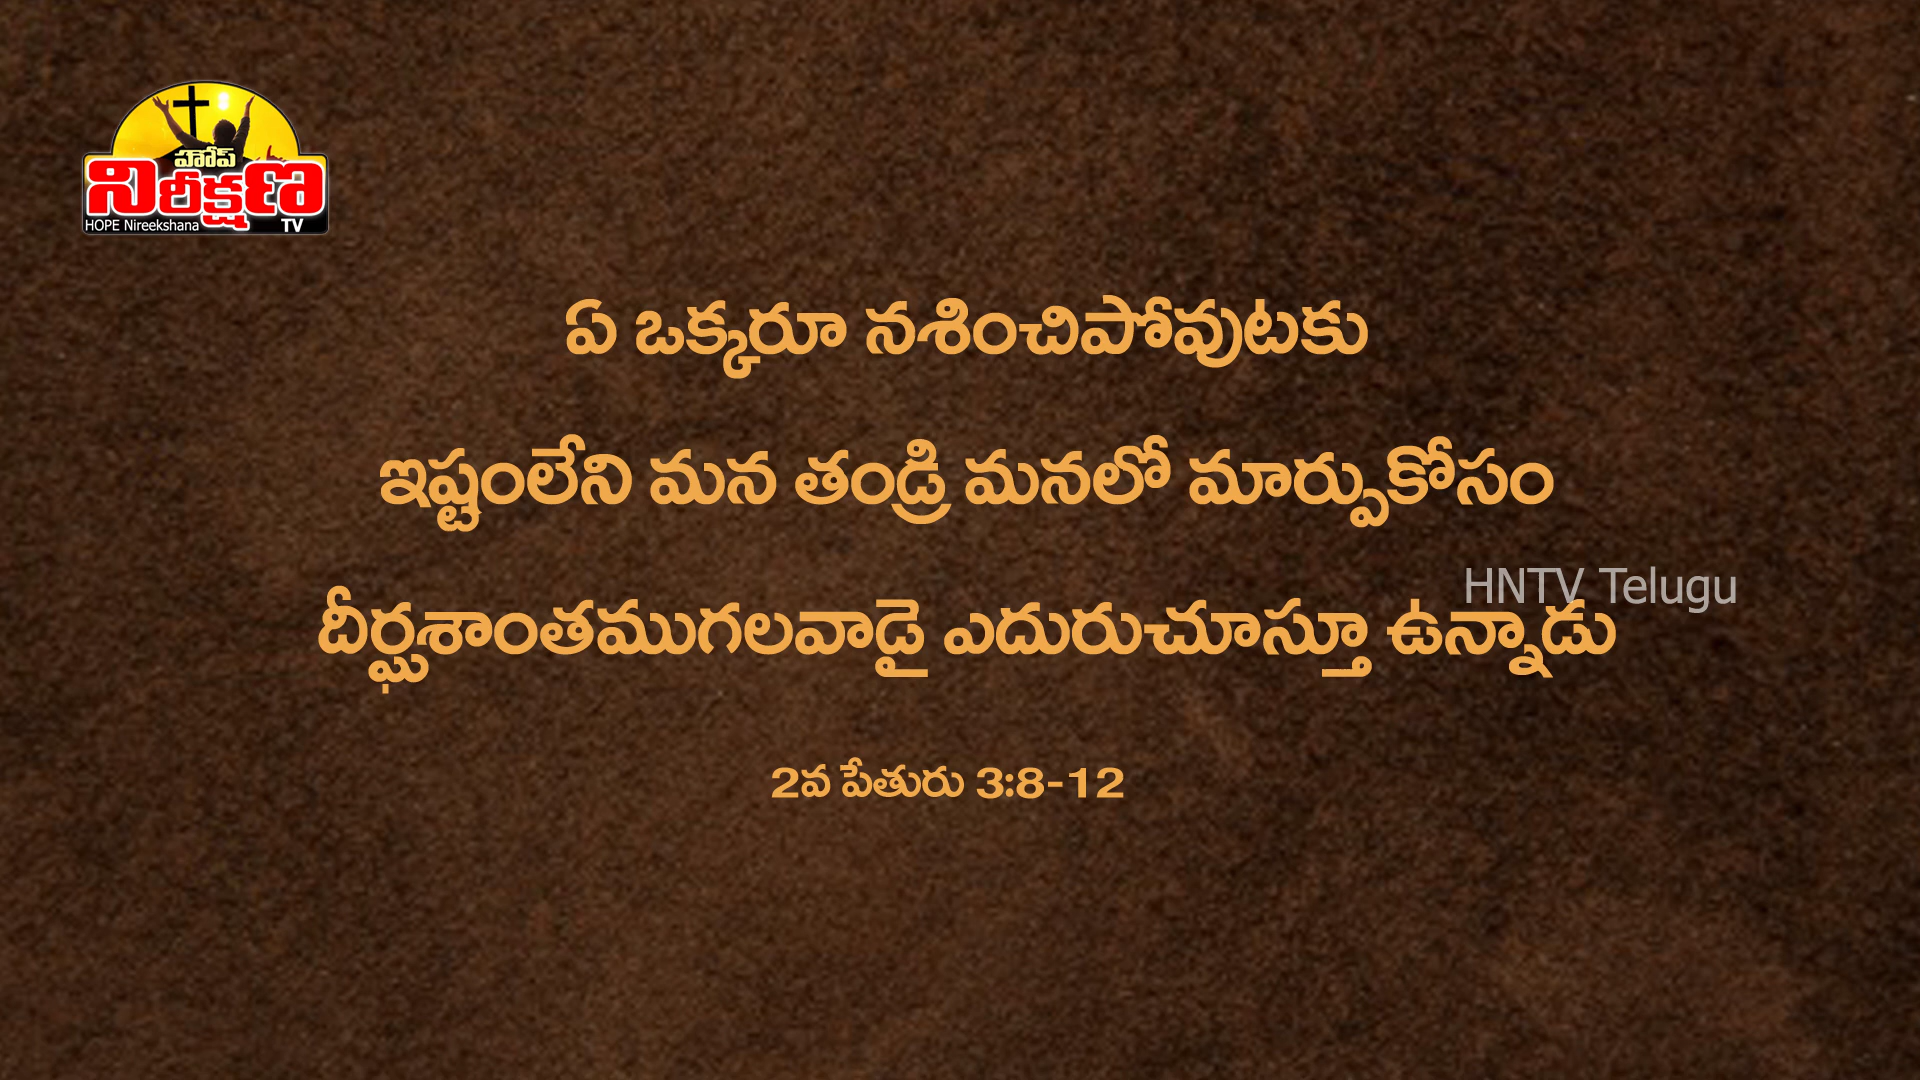 హోప్
నిరీక్షణ
HOPE Nireekshana TV
ఏ ఒక్కరూ నశించిపోవుటకు
ఇష్టంలేని మన తండ్రి మనలో మార్పుకోసం
HNTV Telugu
దీర్ఘశాంతముగలవాడై ఎదురుచూస్తూ ఉన్నాడు
2వ పేతురు 3:8-12